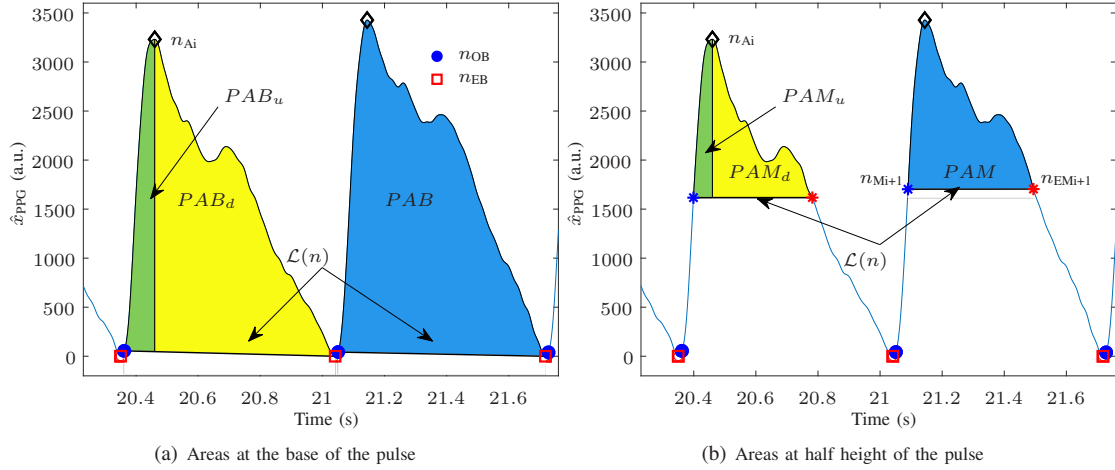 3500
3000
2500
2000
1500
1000
500
0
x̂PPG (a.u.)
nAi
PABu
PABd
PAB
L(n)
nOB
nEB
20.4 20.6 20.8 21 21.2 21.4 21.6
Time (s)
(a) Areas at the base of the pulse
3500
3000
2500
2000
1500
1000
500
0
x̂PPG (a.u.)
nAi
PAMu
PAMd
nMi+1
PAM
nEMi+1
L(n)
20.4 20.6 20.8 21 21.2 21.4 21.6
Time (s)
(b) Areas at half height of the pulse